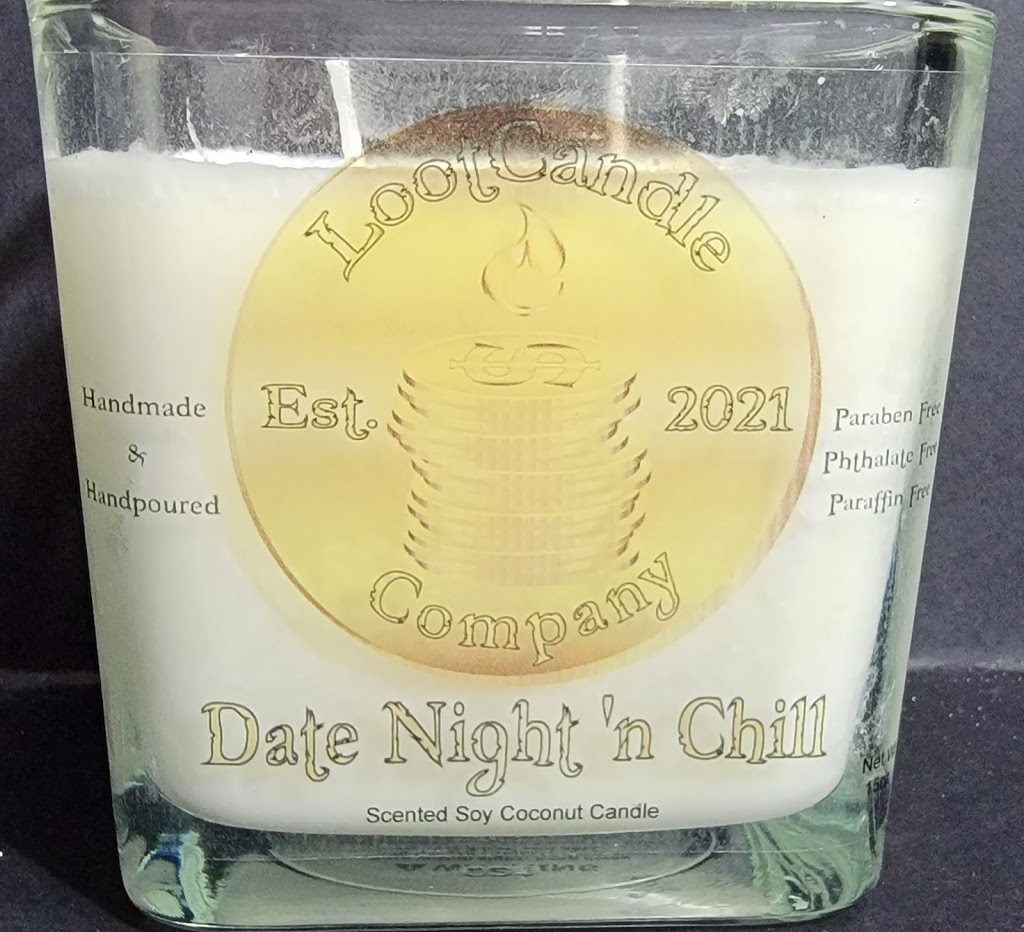 LootCandle
$
Est. 2021
Handmade
&
Handpoured
Paraben Free
Phthalate Free
Paraffin Free
Company
Date Night 'n Chill
Scented Soy Coconut Candle
Net